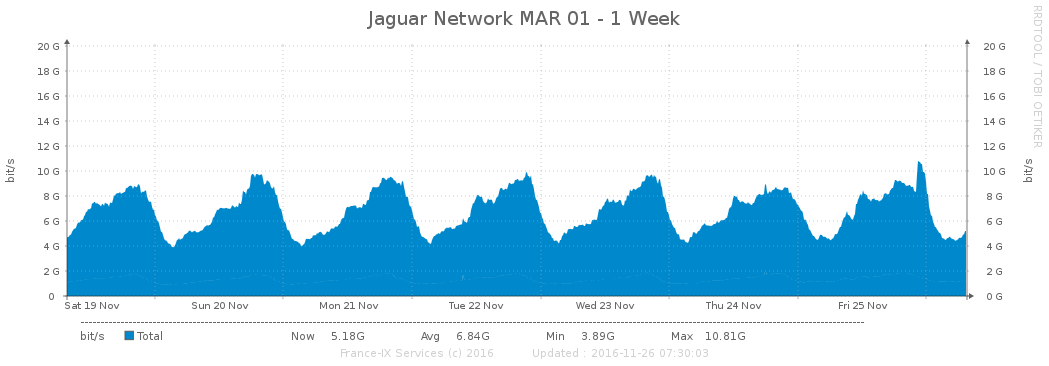 Jaguar Network MAR 01 - 1 Week
RRDTOOL / TOBI OETIKER
bit/s
20 G 20 G
18 G 18 G
16 G 16 G
14 G 14 G
12 G 12 G
10 G 10 G
8 G 8 G
6 G 6 G
4 G 4 G
2 G 2 G
0 0 G
bit/s
Sat 19 Nov Sun 20 Nov Mon 21 Nov Tue 22 Nov Wed 23 Nov Thu 24 Nov Fri 25 Nov
bit/s Total Now 5.18G Avg 6.84G Min 3.89G Max 10.81G
France-IX Services (c) 2016 Updated : 2016-11-26 07:30:03